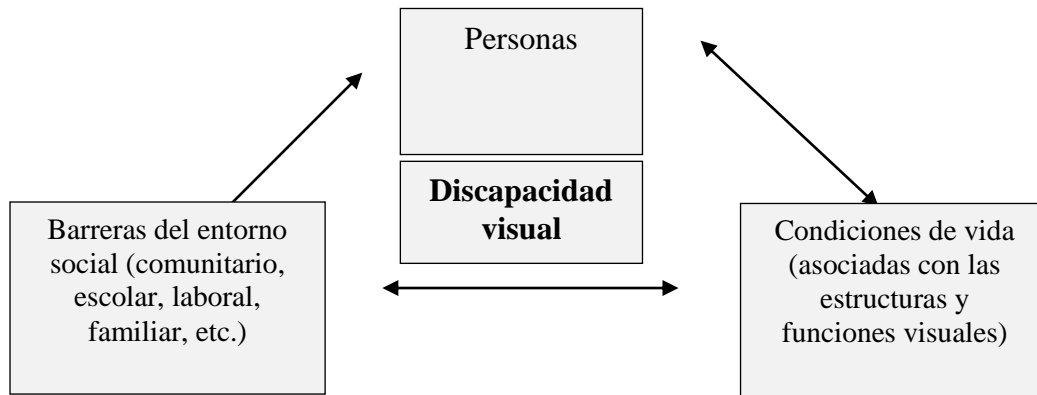 Personas
Discapacidad
visual
Barreras del entorno
social (comunitario,
escolar, laboral,
familiar, etc.)
Condiciones de vida
(asociadas con las
estructuras y
funciones visuales)